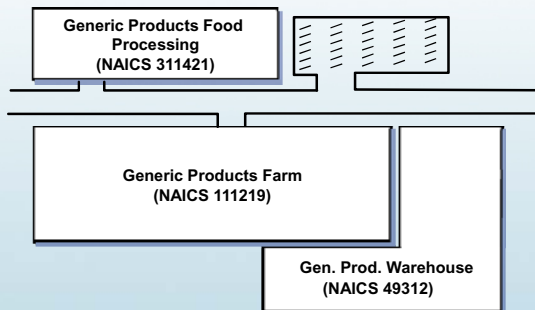 Generic Products Food
Processing
(NAICS 311421)
Generic Products Farm
(NAICS 111219)
Gen. Prod. Warehouse
(NAICS 49312)